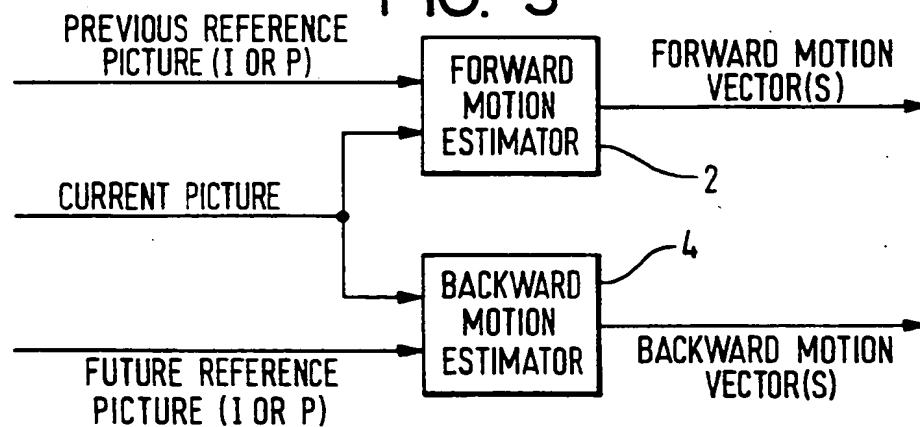 FIG.
PREVIOUS REFERENCE
PICTURE (I OR P)
FORWARD
MOTION
ESTIMATOR
FORWARD MOTION
VECTOR(S)
2
CURRENT PICTURE
4
BACKWARD
MOTION
ESTIMATOR
FUTURE REFERENCE
PICTURE (I OR P)
BACKWARD MOTION
VECTOR(S)